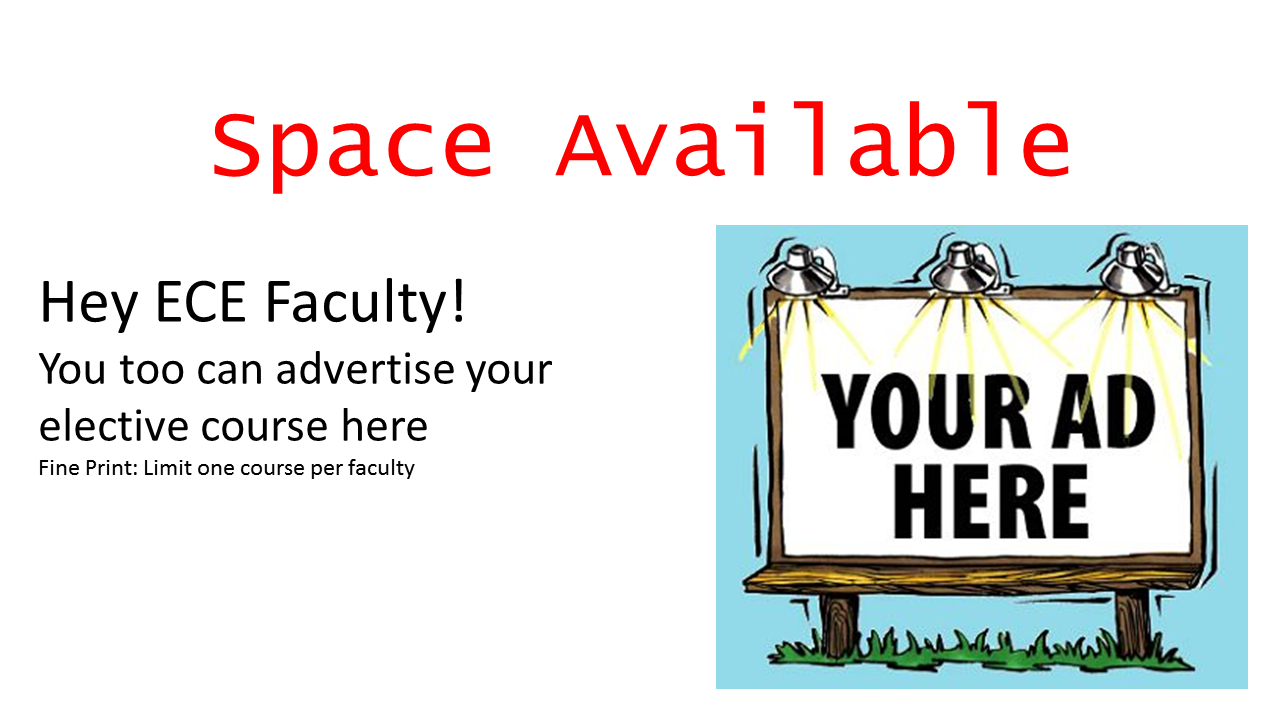 Space Available
Hey ECE Faculty!
You too can advertise your
elective course here
Fine Print: Limit one course per faculty
YOUR AD
HERE